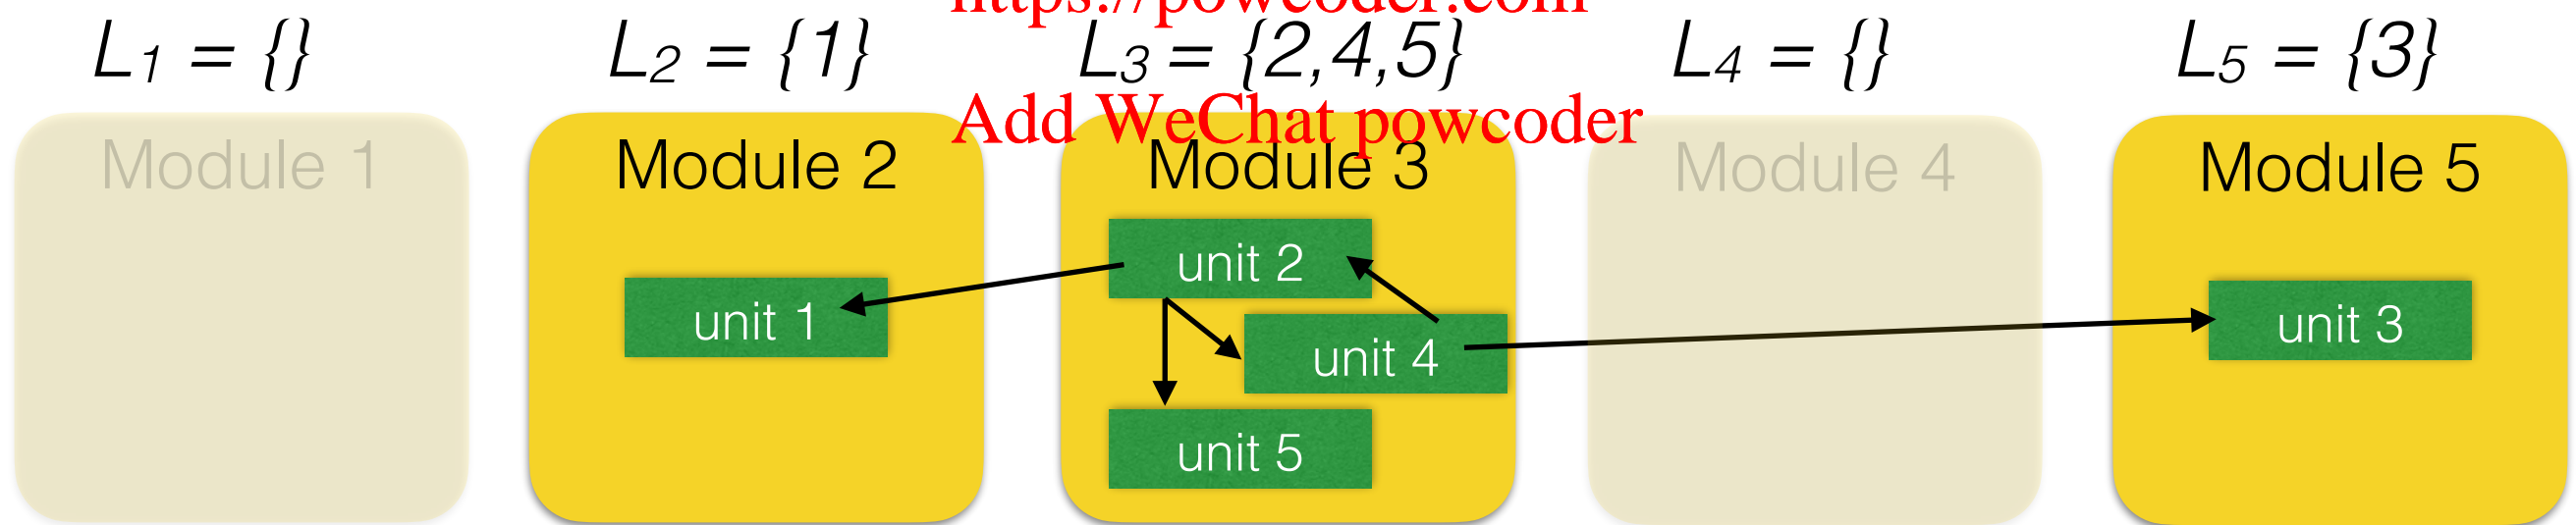 https://powcoder.com
L1 = {}
L2 = {1}
L3 = {2,4,5}
L4 = {}
L5 = {3}
Add WeChat powcoder
Module 1
Module 2
Module 3
Module 4
Module 5
unit 1
unit 2
unit 4
unit 5
unit 3